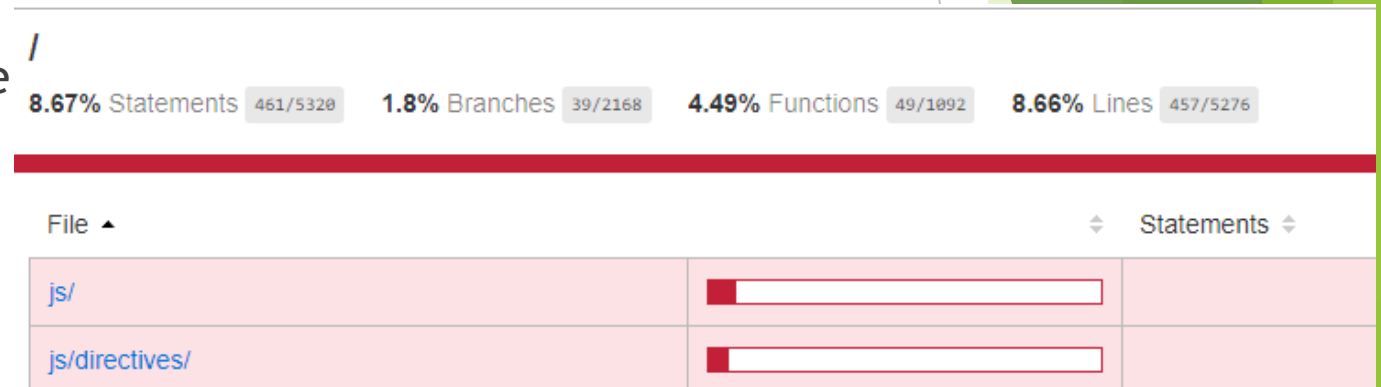 /
8.67% Statements 461/5320 1.8% Branches 39/2168 4.49% Functions 49/1092 8.66% Lines 457/5276
File Statements
js/
js/directives/